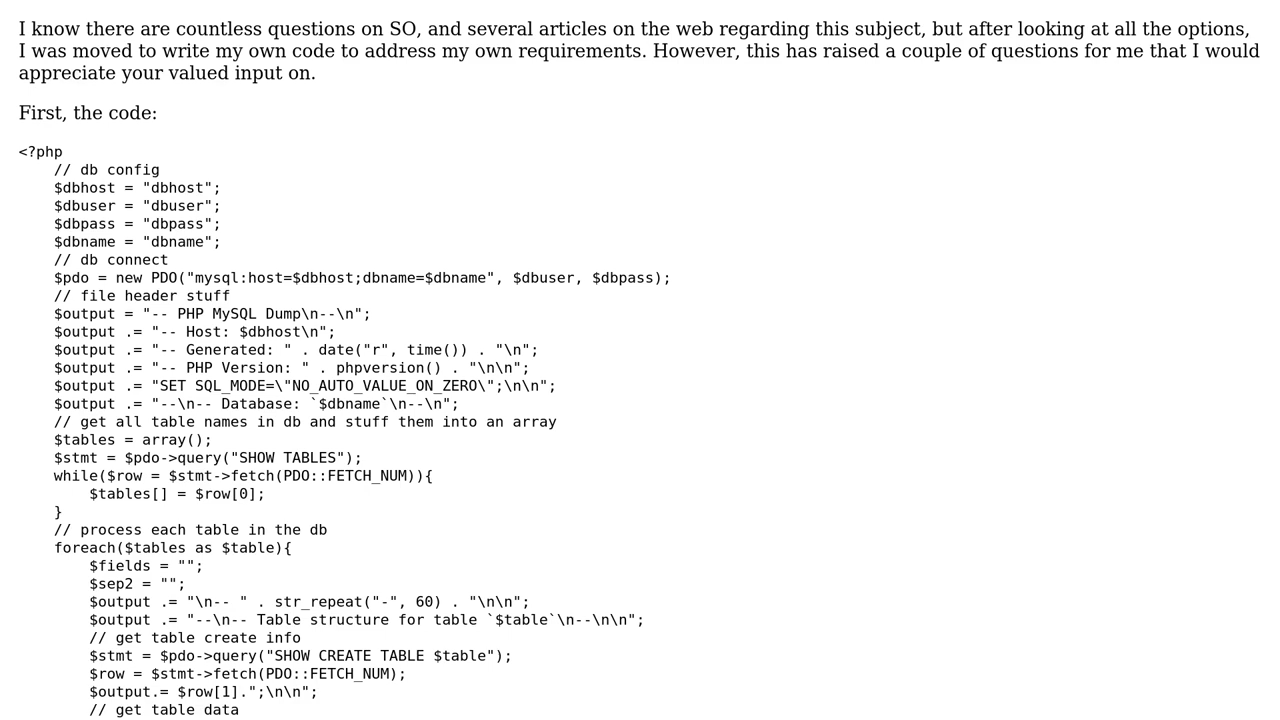 I know there are countless questions on SO, and several articles on the web regarding this subject, but after looking at all the options,
I was moved to write my own code to address my own requirements. However, this has raised a couple of questions for me that I would
appreciate your valued input on.
First, the code:
<?php
    // db config
    $dbhost = "dbhost";
    $dbuser = "dbuser";
    $dbpass = "dbpass";
    $dbname = "dbname";
    // db connect
    $pdo = new PDO("mysql:host=$dbhost;dbname=$dbname", $dbuser, $dbpass);
    // file header stuff
    $output = "-- PHP MySQL Dump\n--\n";
    $output .= "-- Host: $dbhost\n";
    $output .= "-- Generated: " . date("r", time()) . "\n";
    $output .= "-- PHP Version: " . phpversion() . "\n\n";
    $output .= "SET SQL_MODE=\"NO_AUTO_VALUE_ON_ZERO\";\n\n";
    $output .= "--\n-- Database: `$dbname`\n--\n";
    // get all table names in db and stuff them into an array
    $tables = array();
    $stmt = $pdo->query("SHOW TABLES");
    while($row = $stmt->fetch(PDO::FETCH_NUM)){
        $tables[] = $row[0];
    }
    // process each table in the db
    foreach($tables as $table){
        $fields = "";
        $sep2 = "";
        $output .= "\n-- " . str_repeat("-", 60) . "\n\n";
        $output .= "--\n-- Table structure for table `$table`\n--\n\n";
        // get table create info
        $stmt = $pdo->query("SHOW CREATE TABLE $table");
        $row = $stmt->fetch(PDO::FETCH_NUM);
        $output.= $row[1].";\n\n";
        // get table data